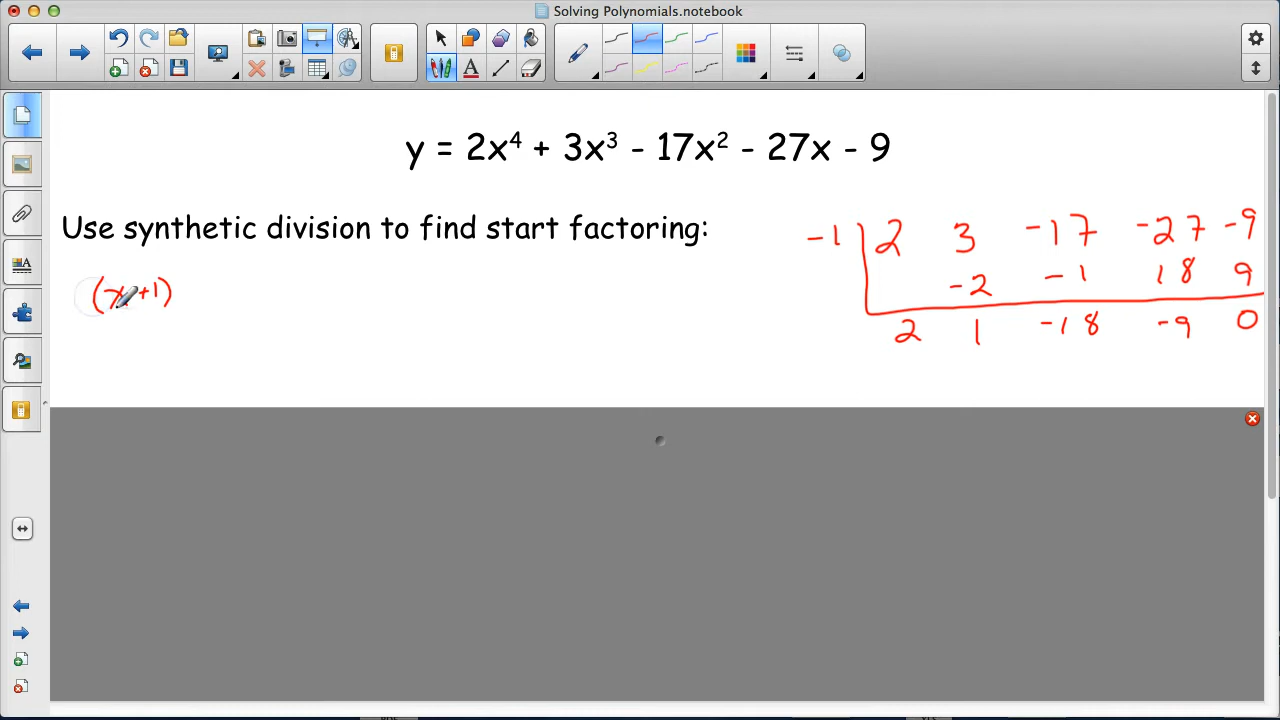 Solving Polynomials.notebook
y = 2x⁴ + 3x³ - 17x² - 27x - 9
Use synthetic division to find start factoring:
(x+1)
-1 | 2 3 -17 -27 -9
-2 -1 18 9
2 1 -18 -9 0